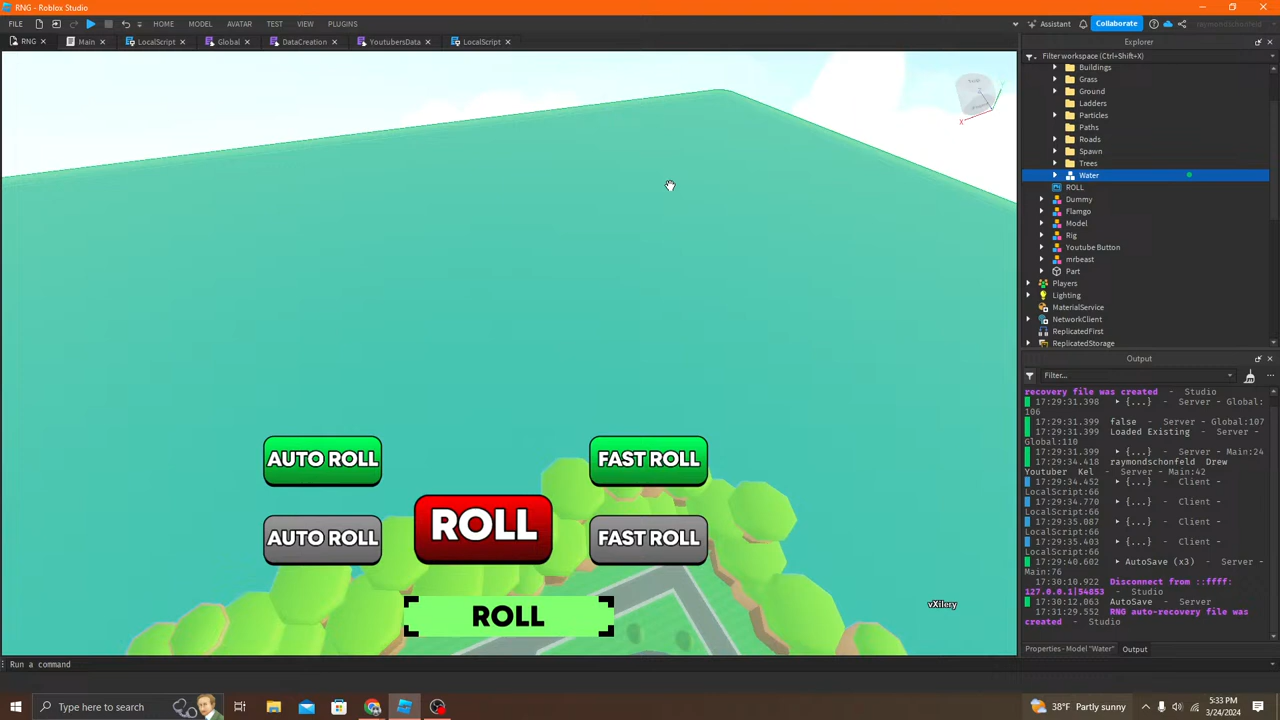 RNG - Roblox Studio
FILE HOME MODEL AVATAR TEST VIEW PLUGINS Assistant Collaborate raymondschonfeld
RNG Main LocalScript Global DataCreation YoutubersData LocalScript
Explorer
Filter workspace (Ctrl+Shift+X)
Buildings
Grass
Ground
Ladders
Particles
Paths
Roads
Spawn
Trees
Water
ROLL
Dummy
Flamgo
Model
Rig
Youtube Button
mrbeast
Part
Players
Lighting
MaterialService
NetworkClient
ReplicatedFirst
ReplicatedStorage
Output
Filter...
recovery file was created - Studio
17:29:31.398 ▸ {...} - Server - Global:
106
17:29:31.399 false - Server - Global:107
17:29:31.399 Loaded Existing - Server -
Global:110
17:29:31.399 ▸ {...} - Server - Main:24
17:29:34.418 raymondschonfeld Drew
Youtuber Kel - Server - Main:42
17:29:34.452 ▸ {...} - Client -
LocalScript:66
17:29:34.770 ▸ {...} - Client -
LocalScript:66
17:29:35.087 ▸ {...} - Client -
LocalScript:66
17:29:35.403 ▸ {...} - Client -
LocalScript:66
17:29:40.602 ▸ AutoSave (x3) - Server -
Main:76
17:30:10.922 Disconnect from ::ffff:
127.0.0.1|54853 - Studio
17:30:12.063 AutoSave - Server
17:31:29.552 RNG auto-recovery file was
created - Studio
Properties - Model "Water" Output
AUTO ROLL
FAST ROLL
ROLL
AUTO ROLL
FAST ROLL
ROLL
vXilery
Run a command
Type here to search
38°F Partly sunny
5:33 PM
3/24/2024